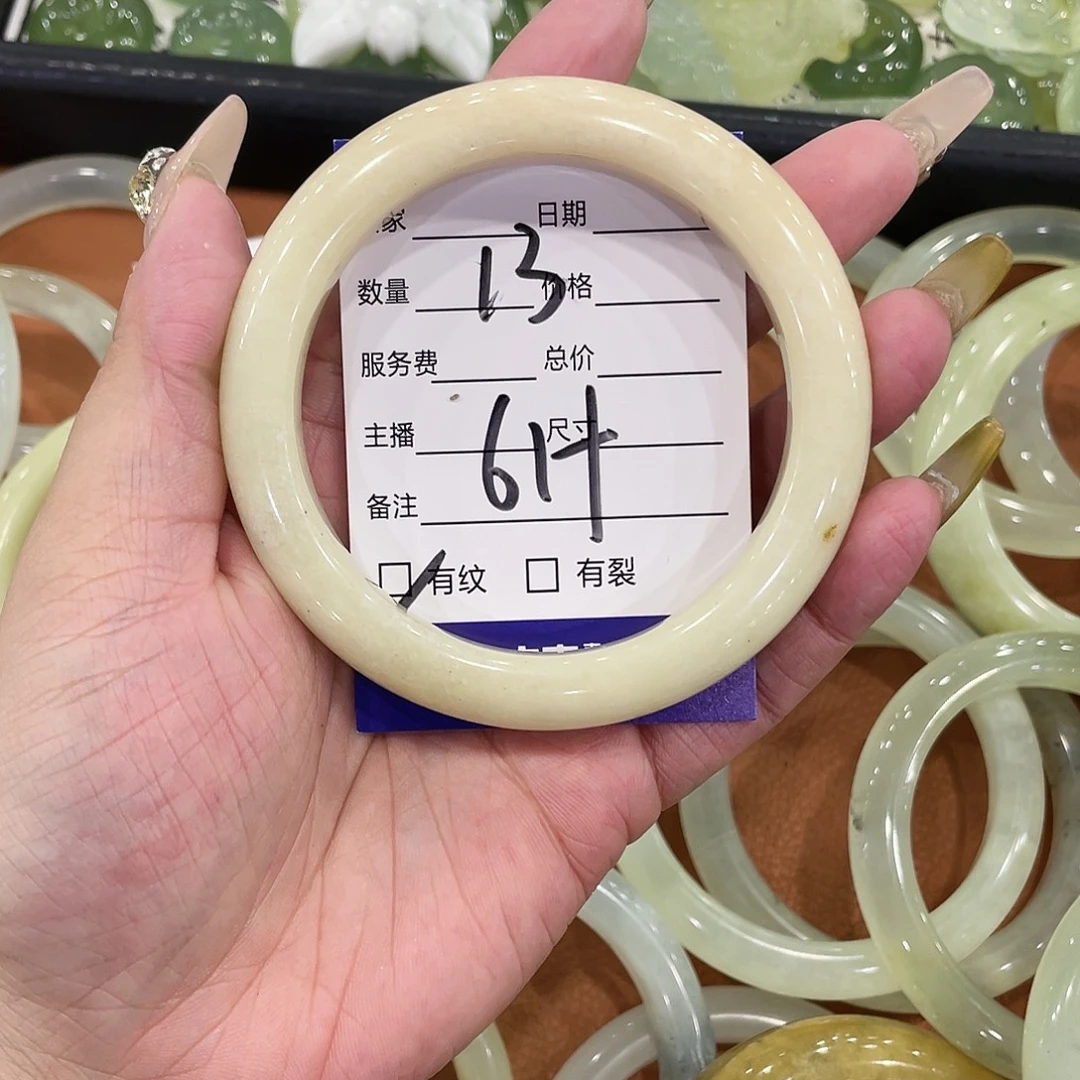 家 日期
数量 13 价格
服务费 总价
主播 尺寸
61+
备注
有纹 有裂